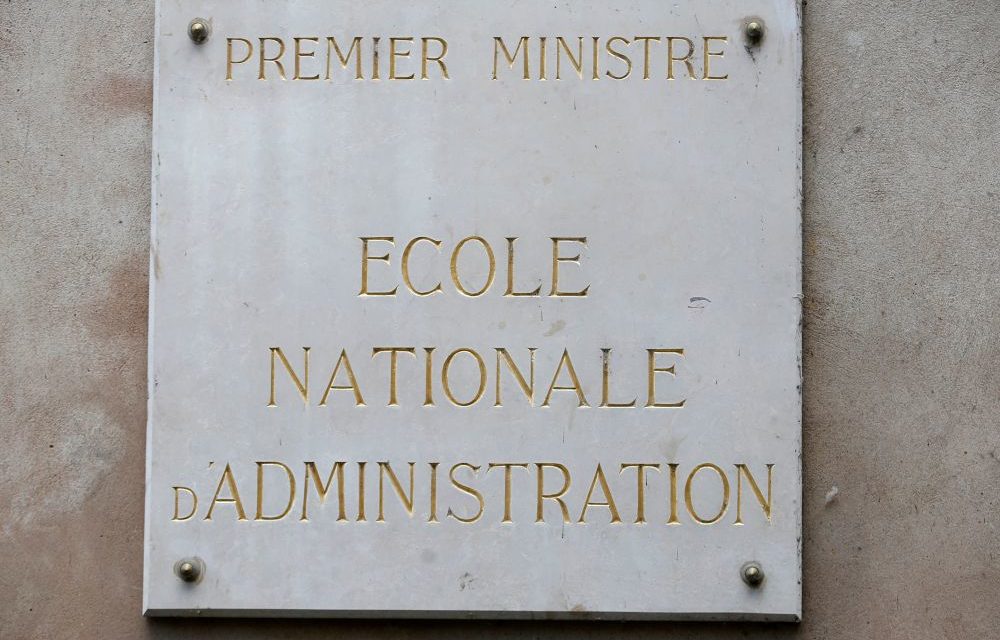 PREMIER MINISTRE
ECOLE
NATIONALE
D'ADMINISTRATION